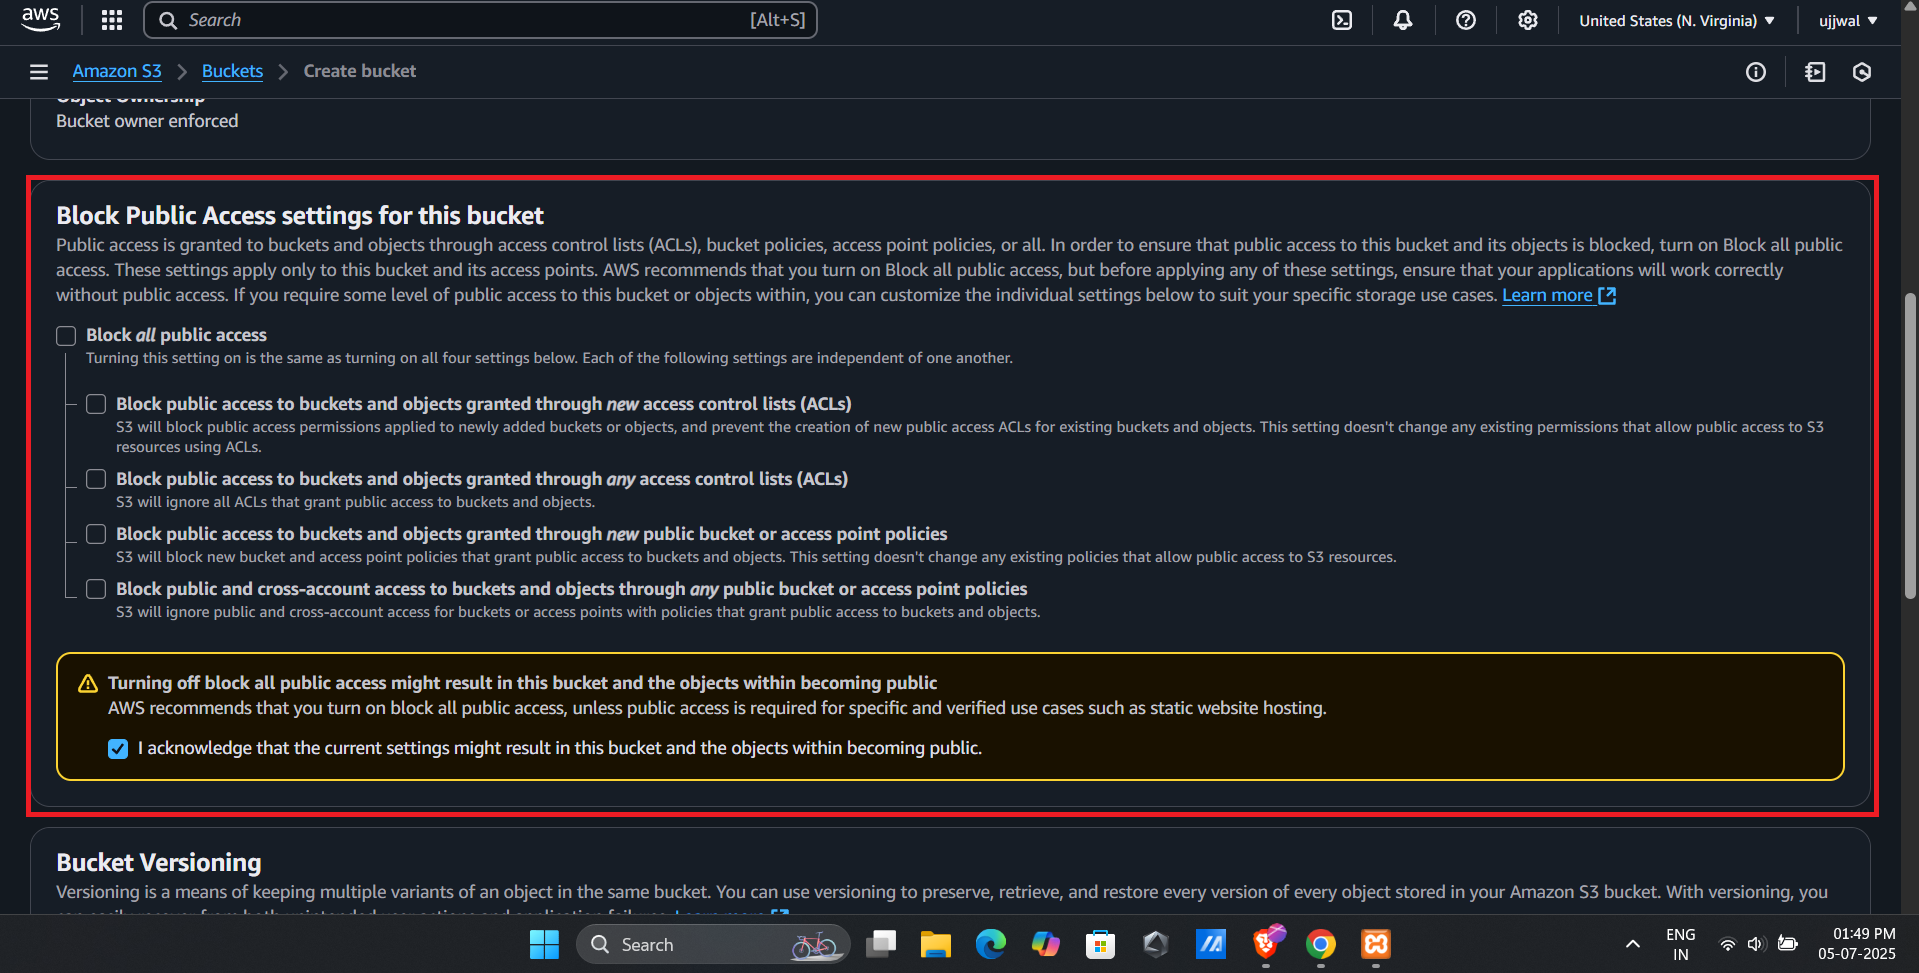 aws
Search
[Alt+S]
United States (N. Virginia)
ujjwal
Amazon S3
Buckets
Create bucket
Object Ownership
Bucket owner enforced
Block Public Access settings for this bucket
Public access is granted to buckets and objects through access control lists (ACLs), bucket policies, access point policies, or all. In order to ensure that public access to this bucket and its objects is blocked, turn on Block all public
access. These settings apply only to this bucket and its access points. AWS recommends that you turn on Block all public access, but before applying any of these settings, ensure that your applications will work correctly
without public access. If you require some level of public access to this bucket or objects within, you can customize the individual settings below to suit your specific storage use cases. Learn more
Block all public access
Turning this setting on is the same as turning on all four settings below. Each of the following settings are independent of one another.
Block public access to buckets and objects granted through new access control lists (ACLs)
S3 will block public access permissions applied to newly added buckets or objects, and prevent the creation of new public access ACLs for existing buckets and objects. This setting doesn't change any existing permissions that allow public access to S3
resources using ACLs.
Block public access to buckets and objects granted through any access control lists (ACLs)
S3 will ignore all ACLs that grant public access to buckets and objects.
Block public access to buckets and objects granted through new public bucket or access point policies
S3 will block new bucket and access point policies that grant public access to buckets and objects. This setting doesn't change any existing policies that allow public access to S3 resources.
Block public and cross-account access to buckets and objects through any public bucket or access point policies
S3 will ignore public and cross-account access for buckets or access points with policies that grant public access to buckets and objects.
Turning off block all public access might result in this bucket and the objects within becoming public
AWS recommends that you turn on block all public access, unless public access is required for specific and verified use cases such as static website hosting.
I acknowledge that the current settings might result in this bucket and the objects within becoming public.
Bucket Versioning
Versioning is a means of keeping multiple variants of an object in the same bucket. You can use versioning to preserve, retrieve, and restore every version of every object stored in your Amazon S3 bucket. With versioning, you
Search
ENG
IN
01:49 PM
05-07-2025